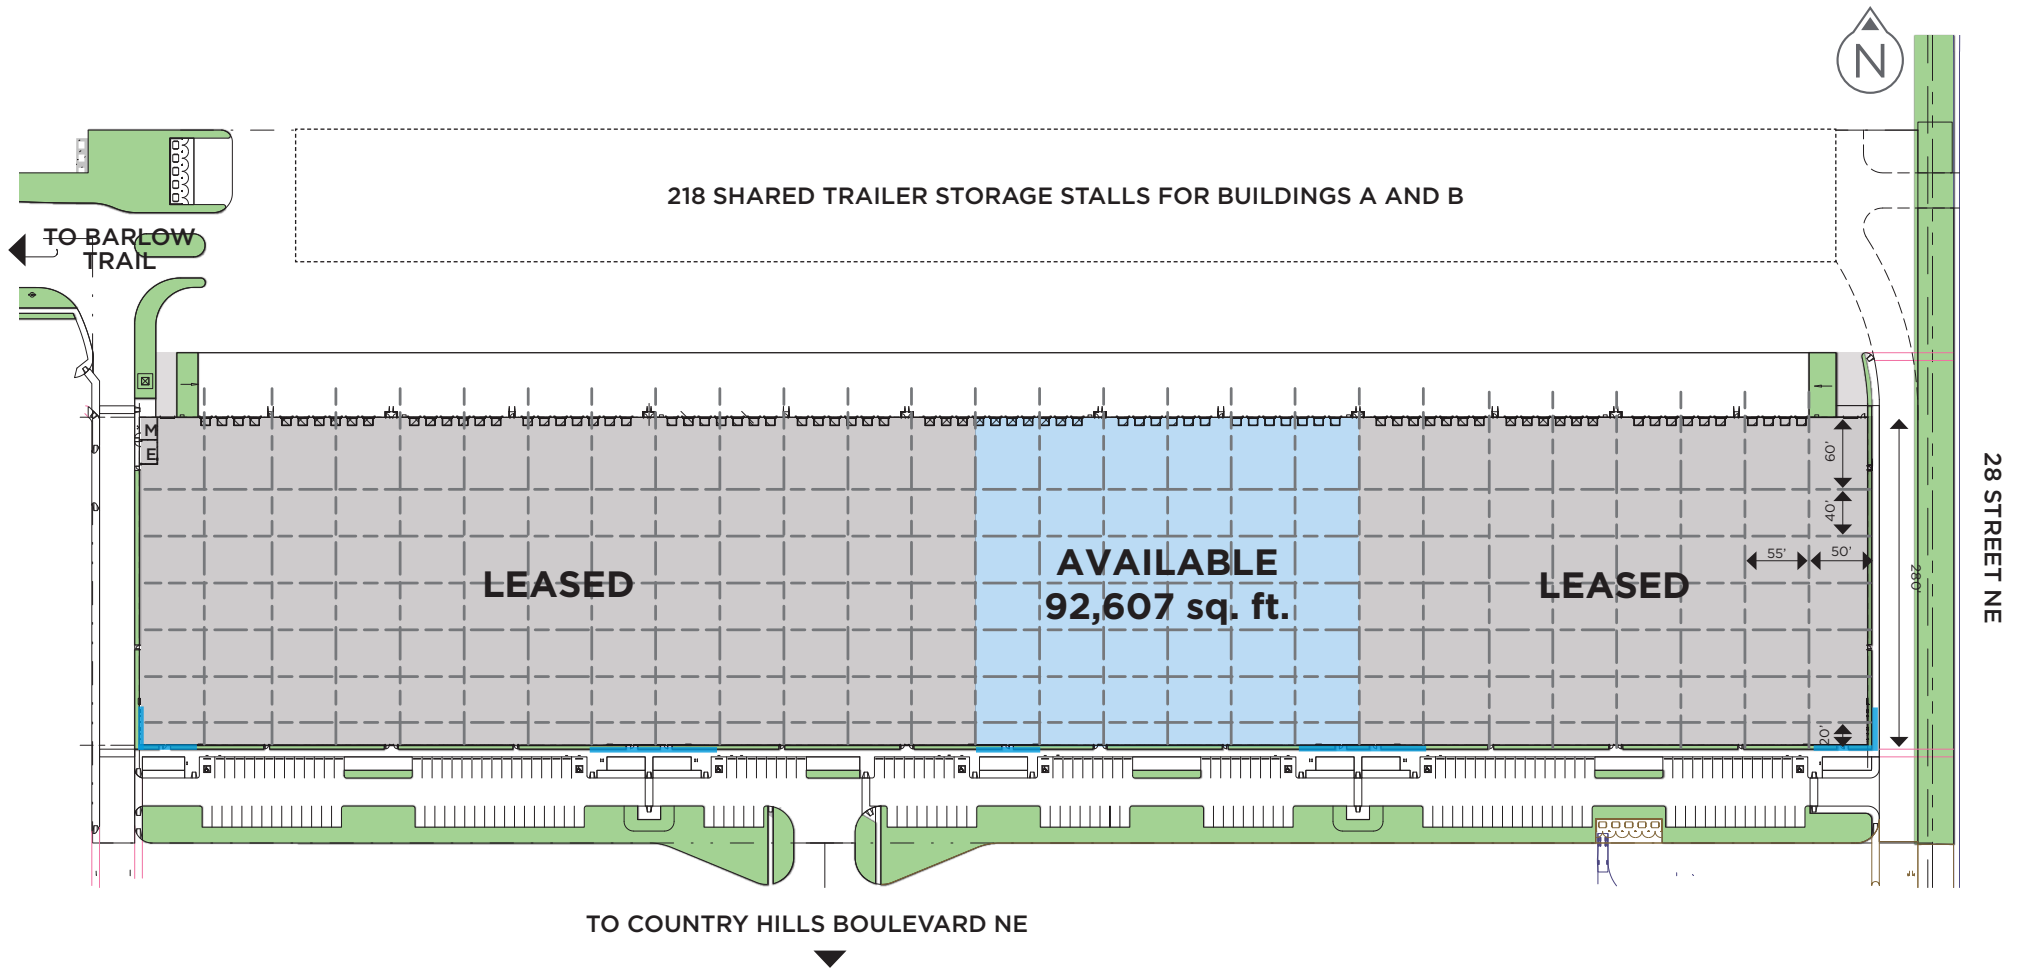 N
218 SHARED TRAILER STORAGE STALLS FOR BUILDINGS A AND B
TO BARLOW
TRAIL
M
E
60'
40'
55'
50'
280'
20'
LEASED
AVAILABLE
92,607 sq. ft.
LEASED
28 STREET NE
TO COUNTRY HILLS BOULEVARD NE